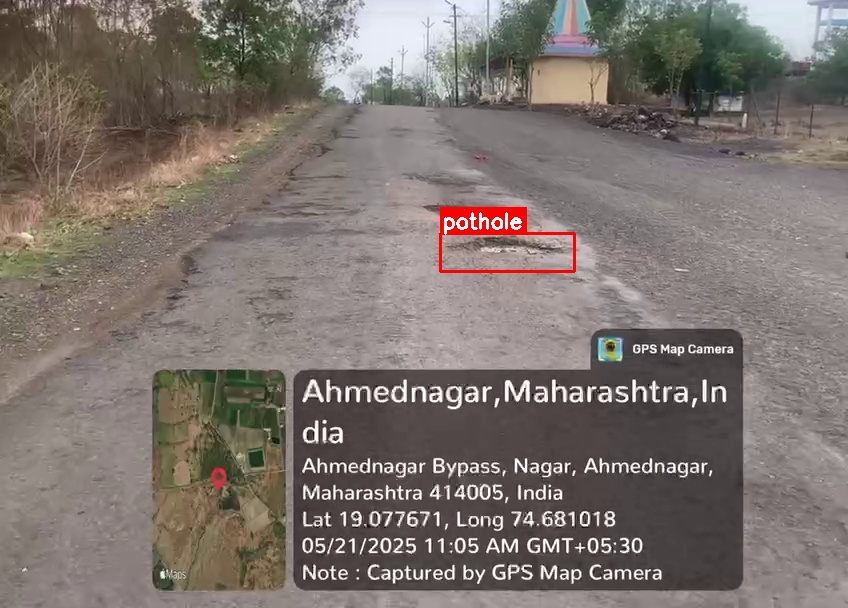 pothole
GPS Map Camera
Ahmednagar,Maharashtra,In
dia
Ahmednagar Bypass, Nagar, Ahmednagar,
Maharashtra 414005, India
Lat 19.077671, Long 74.681018
05/21/2025 11:05 AM GMT+05:30
Note : Captured by GPS Map Camera
Maps